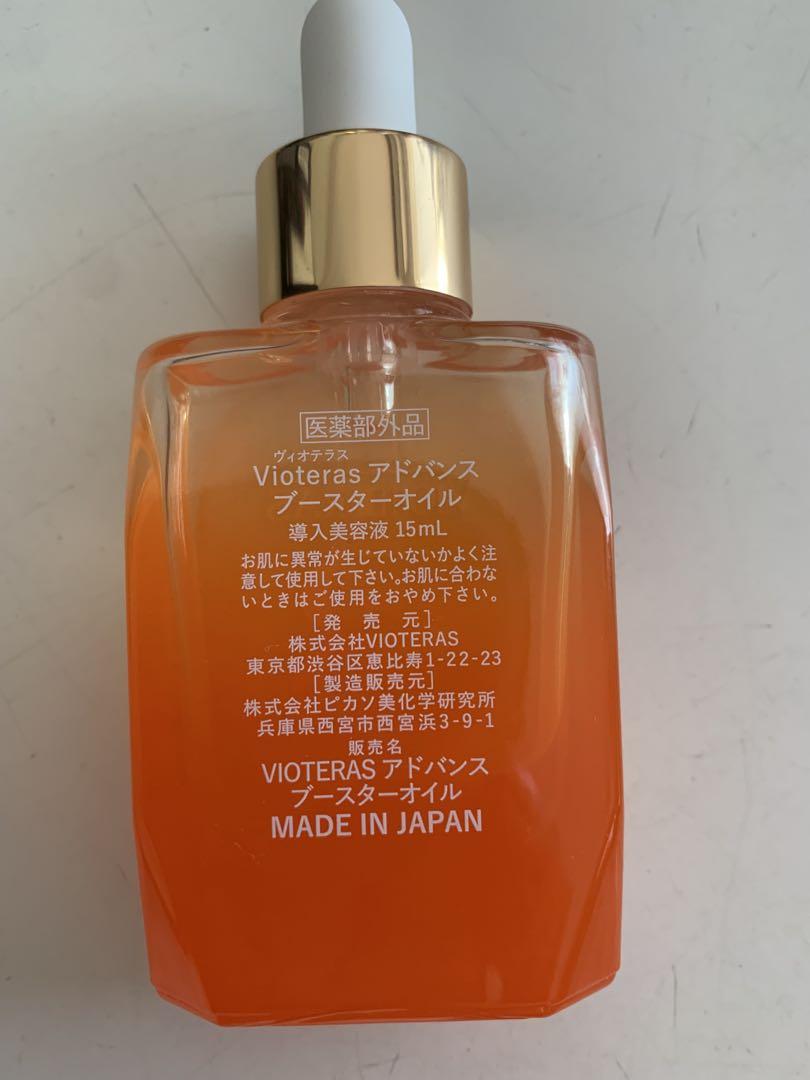 医薬部外品
ヴィオテラス
Vioteras アドバンス
ブースターオイル
導入美容液 15mL
お肌に異常が生じていないかよく注
意して使用して下さい。お肌に合わな
いときはご使用をおやめ下さい。
[発売元]
株式会社VIOTERAS
東京都渋谷区恵比寿1-22-23
[製造販売元]
株式会社ピカソ美化学研究所
兵庫県西宮市西宮浜3-9-1
販売名
VIOTERAS アドバンス
ブースターオイル
MADE IN JAPAN